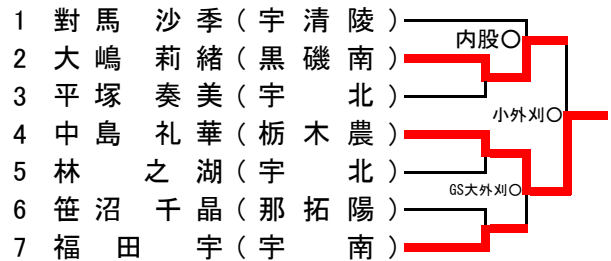 1 對馬 沙季(宇清陵)
内股〇
2 大嶋 莉緒(黒磯南)
3 平塚 奏美(宇北)
小外刈〇
4 中島 礼華(栃木農)
5 林 之湖(宇北)
GS大外刈〇
6 笹沼 千晶(那拓陽)
7 福田 宇(宇南)